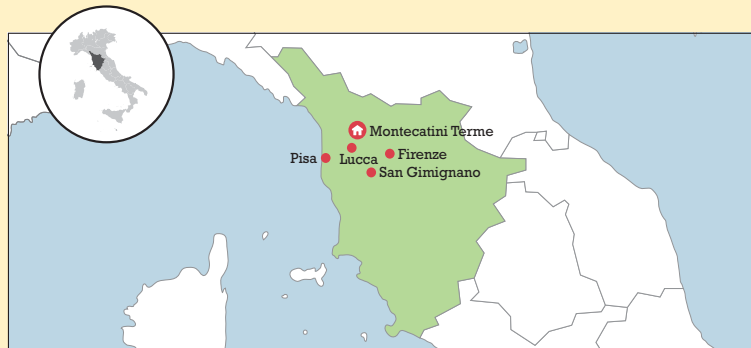 Montecatini Terme
Pisa
Lucca
Firenze
San Gimignano